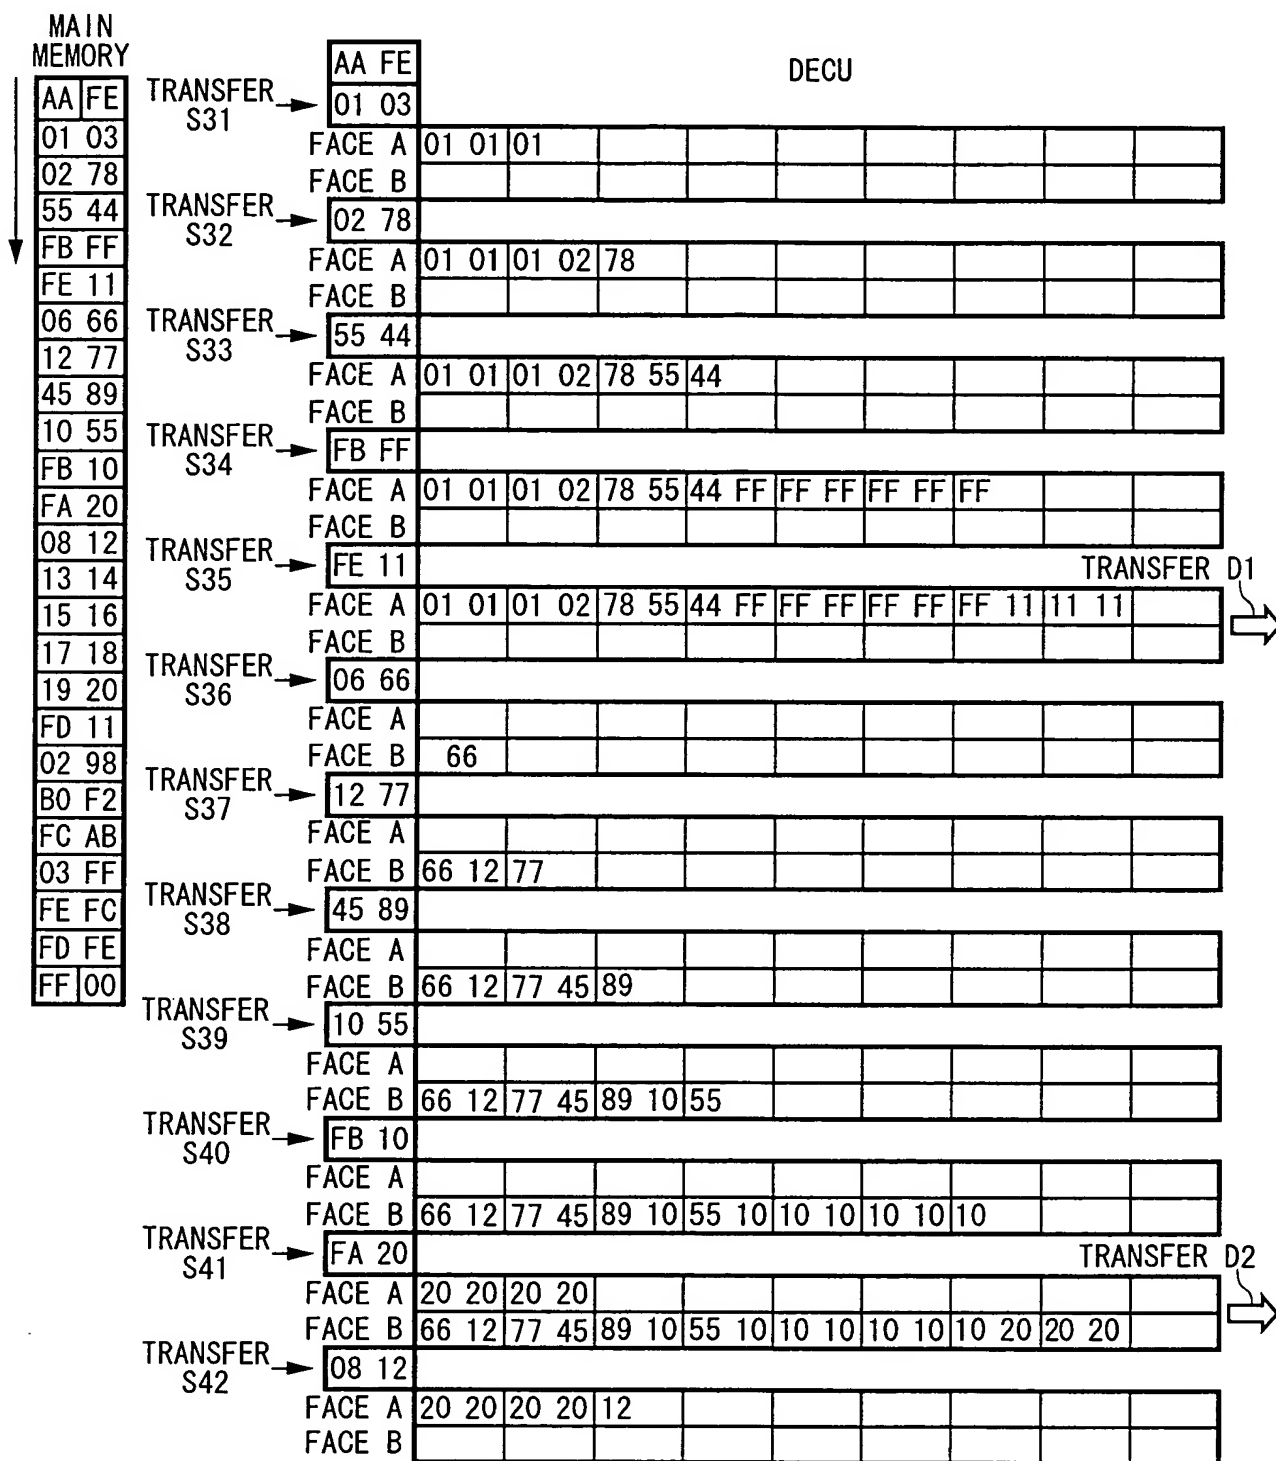 MAIN
MEMORY
AA FE
01 03
02 78
55 44
FB FF
FE 11
06 66
12 77
45 89
10 55
FB 10
FA 20
08 12
13 14
15 16
17 18
19 20
FD 11
02 98
B0 F2
FC AB
03 FF
FE FC
FD FE
FF 00
DECU
AA FE
TRANSFER
S31
01 03
FACE A 01 01 01
FACE B
TRANSFER
S32
02 78
FACE A 01 01 01 02 78
FACE B
TRANSFER
S33
55 44
FACE A 01 01 01 02 78 55 44
FACE B
TRANSFER
S34
FB FF
FACE A 01 01 01 02 78 55 44 FF FF FF FF FF FF
FACE B
TRANSFER
S35
FE 11
TRANSFER D1
FACE A 01 01 01 02 78 55 44 FF FF FF FF FF FF 11 11 11
FACE B
TRANSFER
S36
06 66
FACE A
FACE B 66
TRANSFER
S37
12 77
FACE A
FACE B 66 12 77
TRANSFER
S38
45 89
FACE A
FACE B 66 12 77 45 89
TRANSFER
S39
10 55
FACE A
FACE B 66 12 77 45 89 10 55
TRANSFER
S40
FB 10
FACE A
FACE B 66 12 77 45 89 10 55 10 10 10 10 10 10
TRANSFER
S41
FA 20
TRANSFER D2
FACE A 20 20 20 20
FACE B 66 12 77 45 89 10 55 10 10 10 10 10 10 20 20 20
TRANSFER
S42
08 12
FACE A 20 20 20 20 12
FACE B